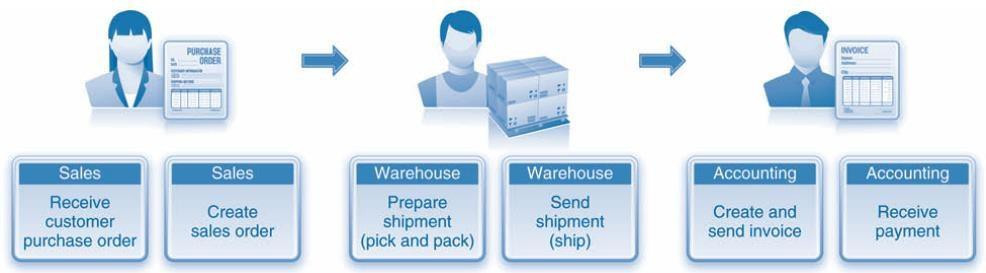 PURCHASE
ORDER
INVOICE
Sales
Receive
customer
purchase order
Sales
Create
sales order
Warehouse
Prepare
shipment
(pick and pack)
Warehouse
Send
shipment
(ship)
Accounting
Create and
send invoice
Accounting
Receive
payment